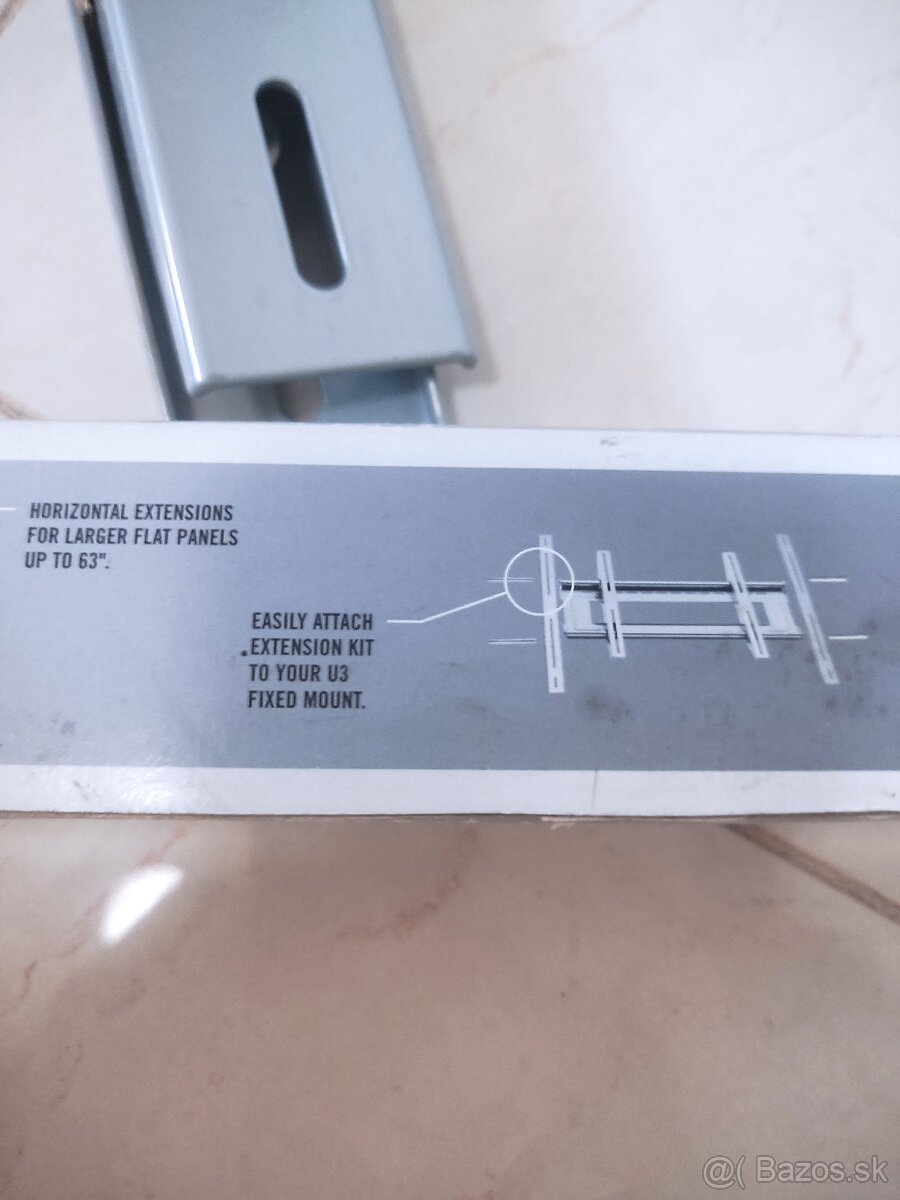 HORIZONTAL EXTENSIONS
FOR LARGER FLAT PANELS
UP TO 63".
EASILY ATTACH
EXTENSION KIT
TO YOUR U3
FIXED MOUNT.
@( Bazos.sk